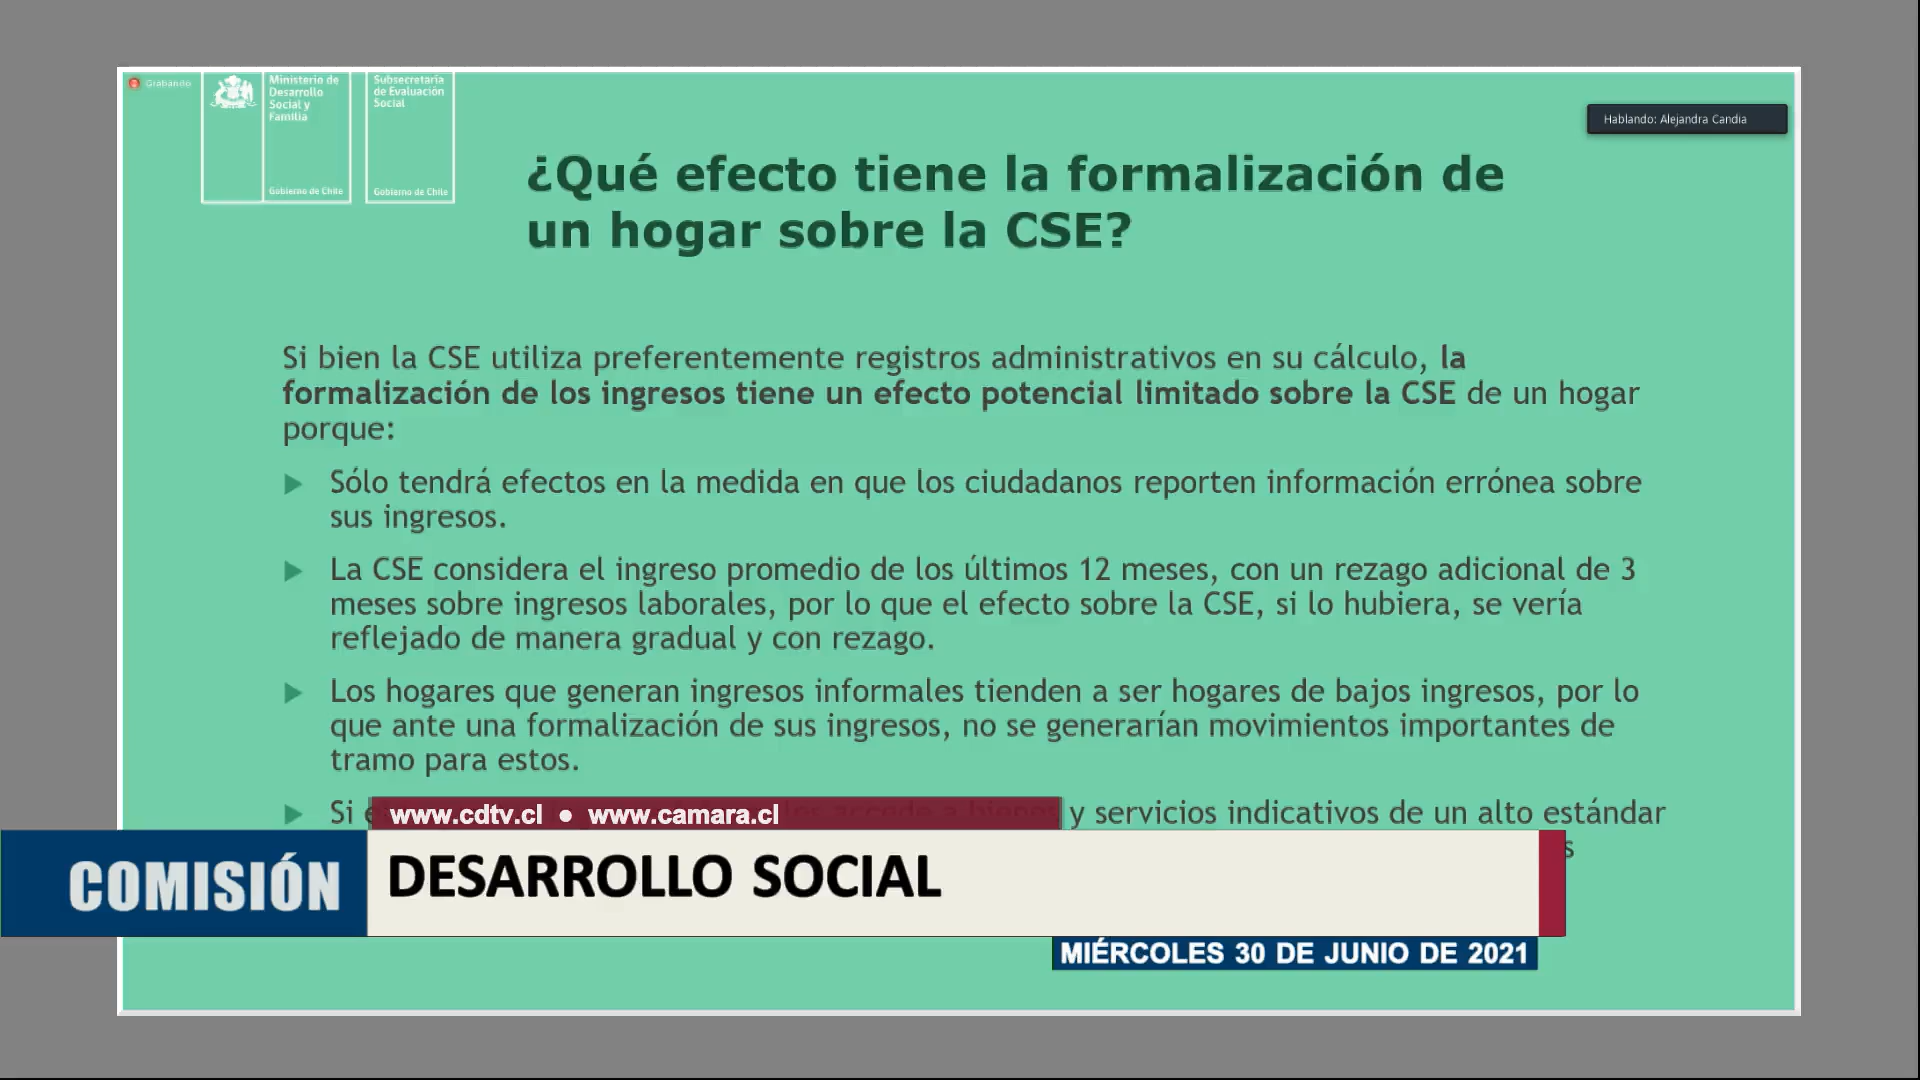 Grabando
Ministerio de
Desarrollo
Social y
Familia
Gobierno de Chile
Subsecretaría
de Evaluación
Social
Gobierno de Chile
Hablando: Alejandra Candia
¿Qué efecto tiene la formalización de
un hogar sobre la CSE?
Si bien la CSE utiliza preferentemente registros administrativos en su cálculo, la
formalización de los ingresos tiene un efecto potencial limitado sobre la CSE de un hogar
porque:
Sólo tendrá efectos en la medida en que los ciudadanos reporten información errónea sobre
sus ingresos.
La CSE considera el ingreso promedio de los últimos 12 meses, con un rezago adicional de 3
meses sobre ingresos laborales, por lo que el efecto sobre la CSE, si lo hubiera, se vería
reflejado de manera gradual y con rezago.
Los hogares que generan ingresos informales tienden a ser hogares de bajos ingresos, por lo
que ante una formalización de sus ingresos, no se generarían movimientos importantes de
tramo para estos.
Si accede a bienes y servicios indicativos de un alto estándar
www.cdtv.cl • www.camara.cl
COMISIÓN
DESARROLLO SOCIAL
MIÉRCOLES 30 DE JUNIO DE 2021